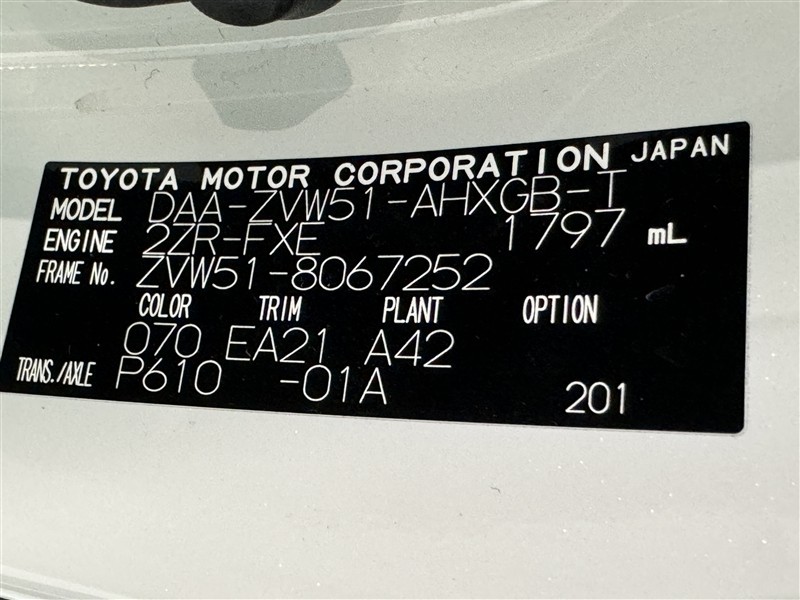 TOYOTA MOTOR CORPORATION JAPAN
MODEL DAA-ZVW51-AHXGB-T
ENGINE 2ZR-FXE 1797 mL
FRAME No. ZVW51-8067252
COLOR TRIM PLANT OPTION
070 EA21 A42
TRANS./AXLE P610 -01A 201